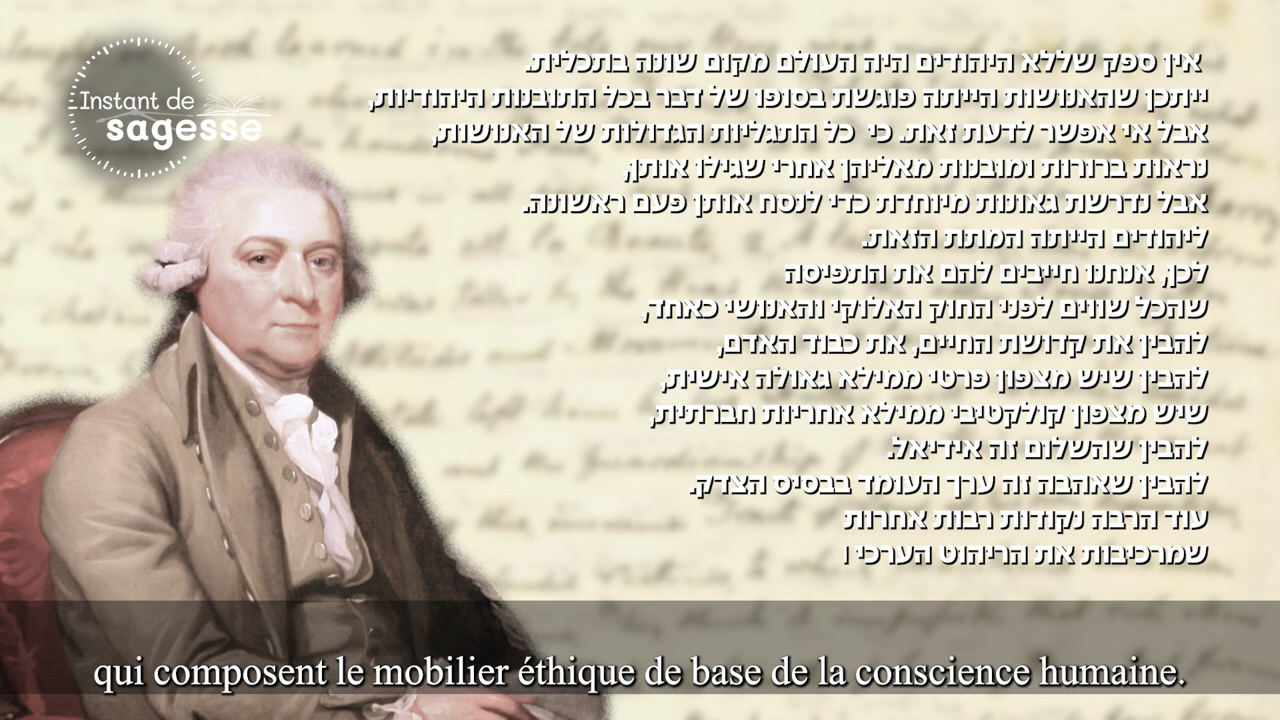 Instant de
sagesse
אין ספק שללא היהודים היה העולם מקום שונה בתכלית.
ייתכן שהאנושות הייתה פוגשת בסופו של דבר בכל התובנות היהודיות,
אבל אי אפשר לדעת זאת. כי כל התגליות הגדולות של האנושות,
נראות ברורות ומובנות מאליהן אחרי שגילו אותן,
אבל נדרשת גאונות מיוחדת כדי לנסח אותן פעם ראשונה.
ליהודים הייתה המתת הזאת.
לכן, אנחנו חייבים להם את התפיסה
שהכל שווים לפני החוק האלוקי והאנושי כאחד,
להבין את קדושת החיים, את כבוד האדם,
להבין שיש מצפון פרטי ממילא גאולה אישית,
שיש מצפון קולקטיבי ממילא אחריות חברתית,
להבין שהשלום זה אידיאל.
להבין שאהבה זה ערך העומד בבסיס הצדק.
עוד הרבה נקודות רבות אחרות
שמרכיבות את הריהוט הערכי
qui composent le mobilier éthique de base de la conscience humaine.